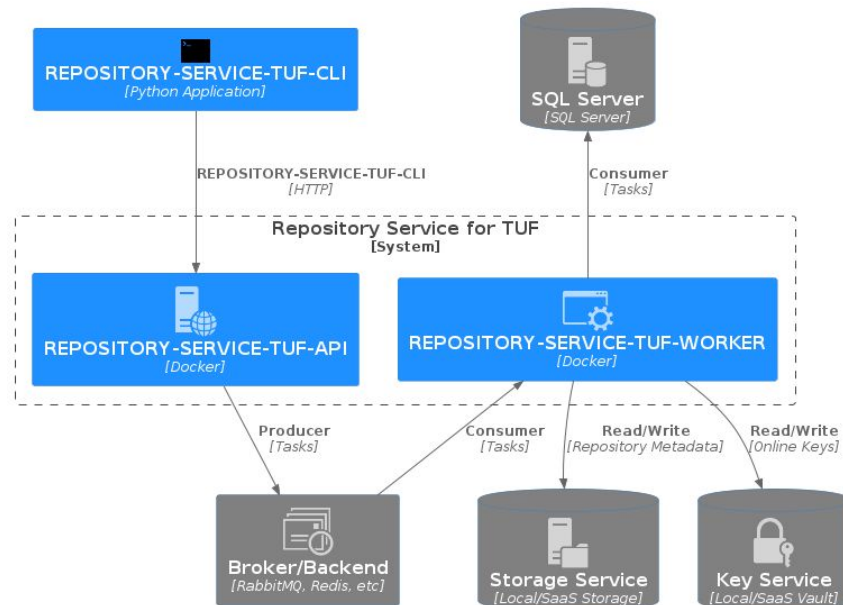 REPOSITORY-SERVICE-TUF-CLI
[Python Application]
SQL Server
[SQL Server]
REPOSITORY-SERVICE-TUF-CLI
[HTTP]
Consumer
[Tasks]
Repository Service for TUF
[System]
REPOSITORY-SERVICE-TUF-API
[Docker]
REPOSITORY-SERVICE-TUF-WORKER
[Docker]
Producer
[Tasks]
Consumer
[Tasks]
Read/Write
[Repository Metadata]
Read/Write
[Online Keys]
Broker/Backend
[RabbitMQ, Redis, etc]
Storage Service
[Local/SaaS Storage]
Key Service
[Local/SaaS Vault]